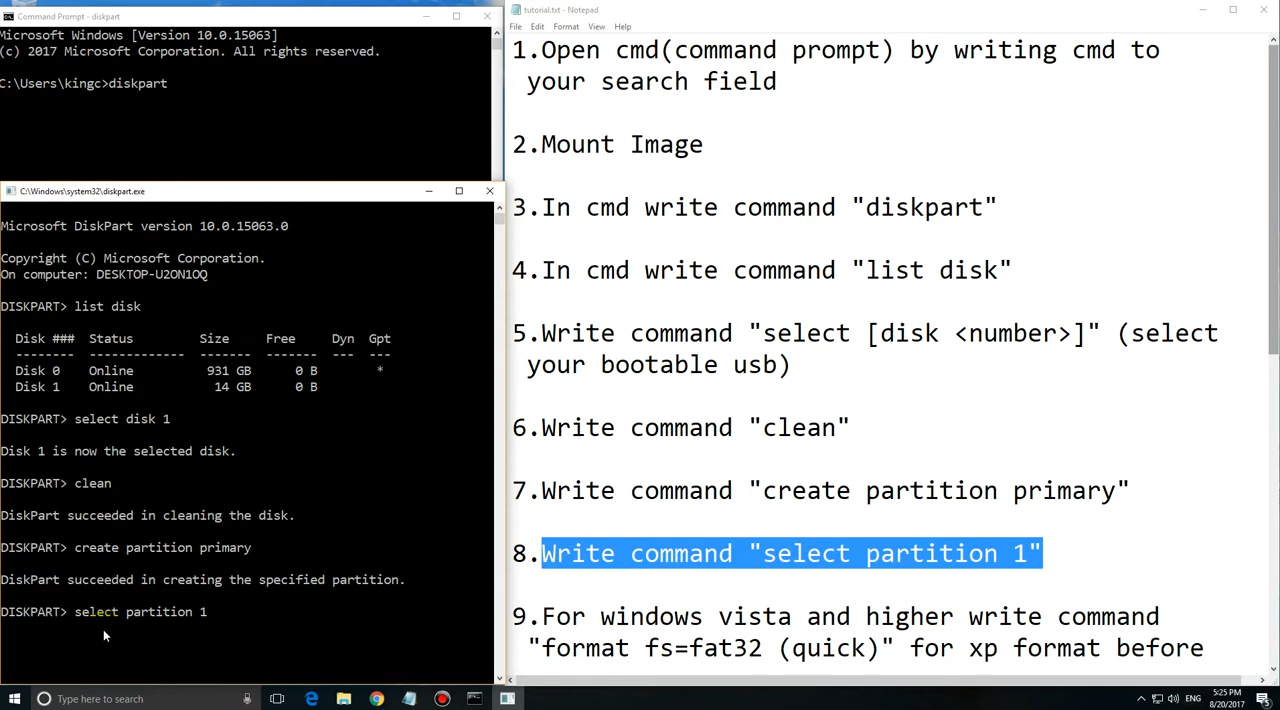 Command Prompt - diskpart
Microsoft Windows [Version 10.0.15063]
(c) 2017 Microsoft Corporation. All rights reserved.
C:\Users\kingc>diskpart
C:\Windows\system32\diskpart.exe
Microsoft DiskPart version 10.0.15063.0
Copyright (C) Microsoft Corporation.
On computer: DESKTOP-U2ON1OQ
DISKPART> list disk
Disk ### Status Size Free Dyn Gpt
-------- ------------- ------- ------- --- ---
Disk 0 Online 931 GB 0 B *
Disk 1 Online 14 GB 0 B
DISKPART> select disk 1
Disk 1 is now the selected disk.
DISKPART> clean
DiskPart succeeded in cleaning the disk.
DISKPART> create partition primary
DiskPart succeeded in creating the specified partition.
DISKPART> select partition 1
tutorial.txt - Notepad
File Edit Format View Help
1.Open cmd(command prompt) by writing cmd to
your search field
2.Mount Image
3.In cmd write command "diskpart"
4.In cmd write command "list disk"
5.Write command "select [disk <number>]" (select
your bootable usb)
6.Write command "clean"
7.Write command "create partition primary"
8.Write command "select partition 1"
9.For windows vista and higher write command
"format fs=fat32 (quick)" for xp format before
Type here to search
ENG
5:25 PM
8/20/2017
5